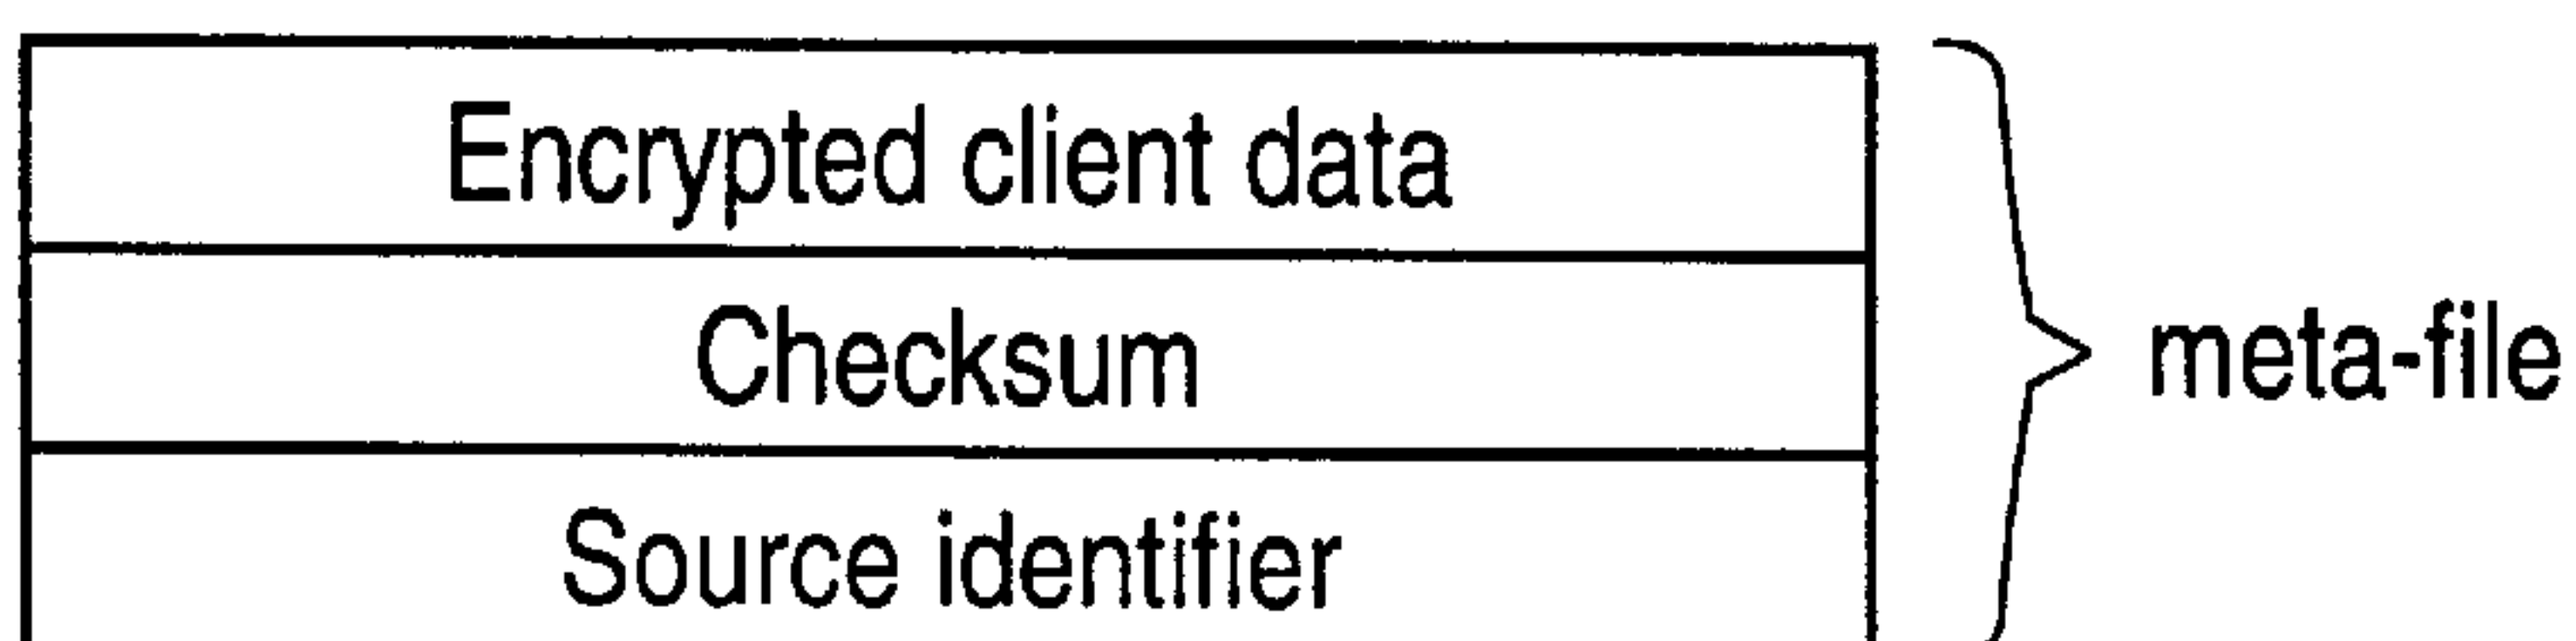 Encrypted client data
Checksum
meta-file
Source identifier